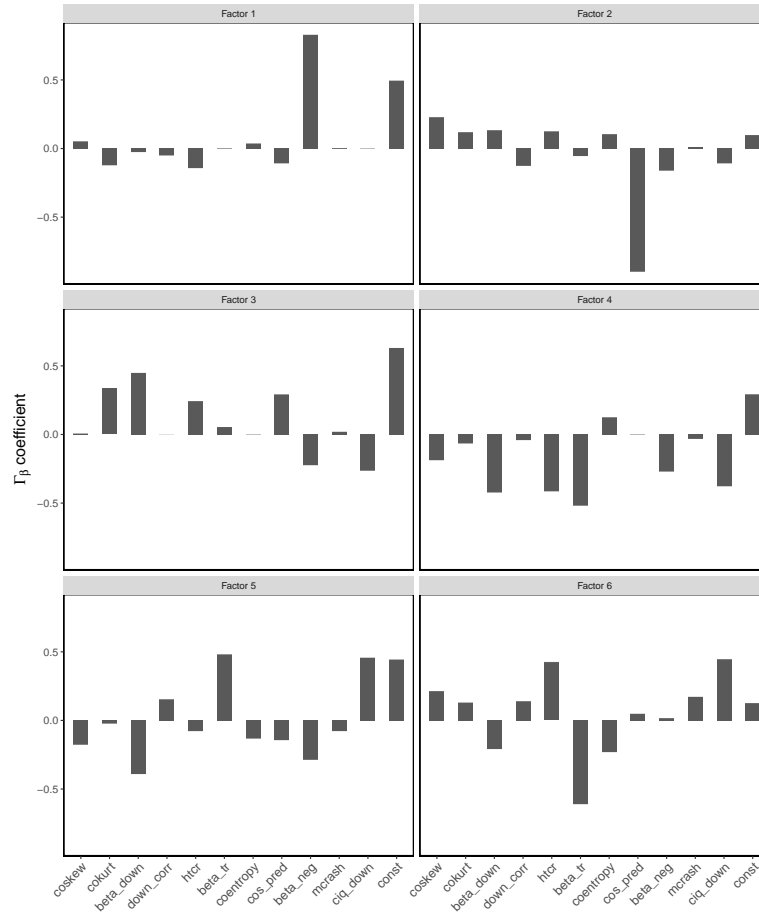 Factor 1
Factor 2
0.5
0.0
−0.5
Factor 3
Factor 4
0.5
0.0
−0.5
Γβ coefficient
Factor 5
Factor 6
0.5
0.0
−0.5
coskew
cokurt
beta_down
down_corr
htcr
beta_tr
coentropy
cos_pred
beta_neg
mcrash
ciq_down
const
coskew
cokurt
beta_down
down_corr
htcr
beta_tr
coentropy
cos_pred
beta_neg
mcrash
ciq_down
const